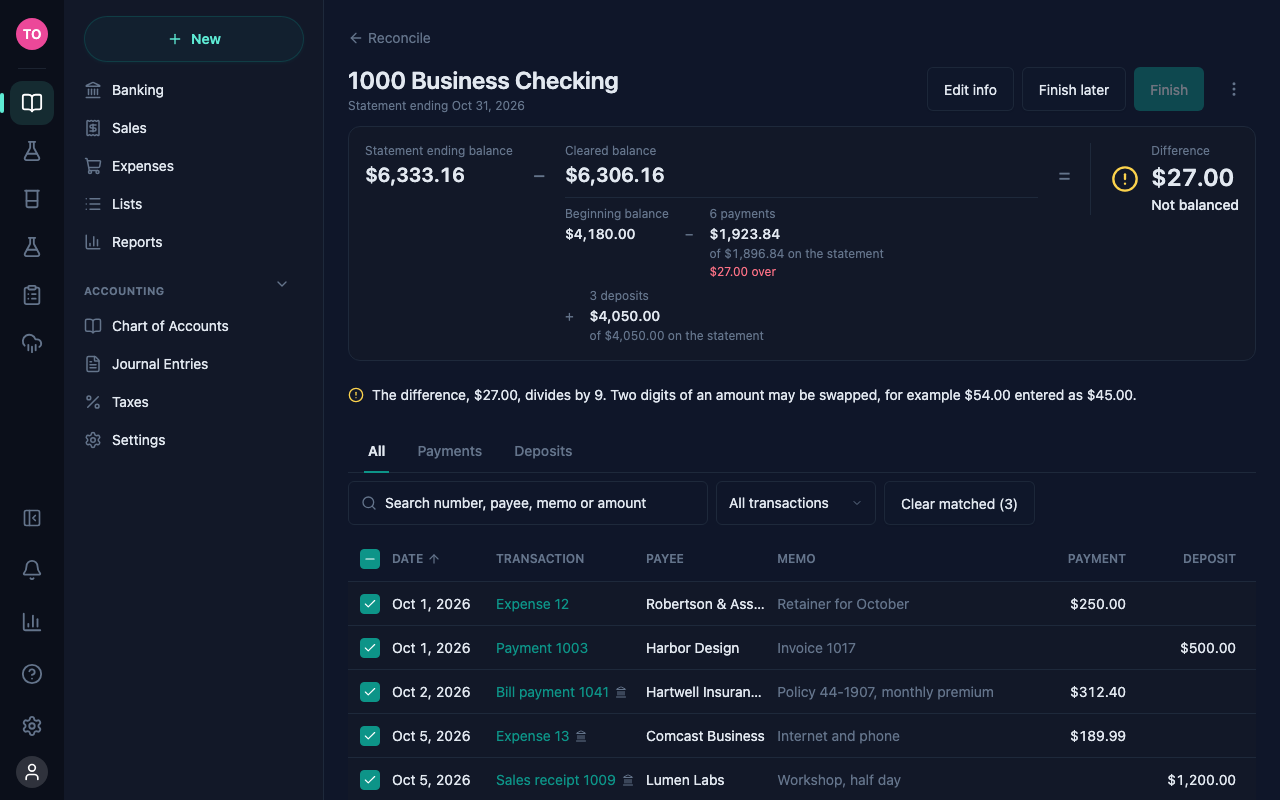 TO
+ New
Banking
Sales
Expenses
Lists
Reports
ACCOUNTING
Chart of Accounts
Journal Entries
Taxes
Settings
← Reconcile
1000 Business Checking
Statement ending Oct 31, 2026
Edit info
Finish later
Finish
Statement ending balance
$6,333.16
–
Cleared balance
$6,306.16
Beginning balance
$4,180.00
–
6 payments
$1,923.84
of $1,896.84 on the statement
$27.00 over
+
3 deposits
$4,050.00
of $4,050.00 on the statement
=
Difference
$27.00
Not balanced
The difference, $27.00, divides by 9. Two digits of an amount may be swapped, for example $54.00 entered as $45.00.
All Payments Deposits
Search number, payee, memo or amount
All transactions
Clear matched (3)
DATE ↑ TRANSACTION PAYEE MEMO PAYMENT DEPOSIT
Oct 1, 2026 Expense 12 Robertson & Ass... Retainer for October $250.00
Oct 1, 2026 Payment 1003 Harbor Design Invoice 1017 $500.00
Oct 2, 2026 Bill payment 1041 Hartwell Insuran... Policy 44-1907, monthly premium $312.40
Oct 5, 2026 Expense 13 Comcast Business Internet and phone $189.99
Oct 5, 2026 Sales receipt 1009 Lumen Labs Workshop, half day $1,200.00